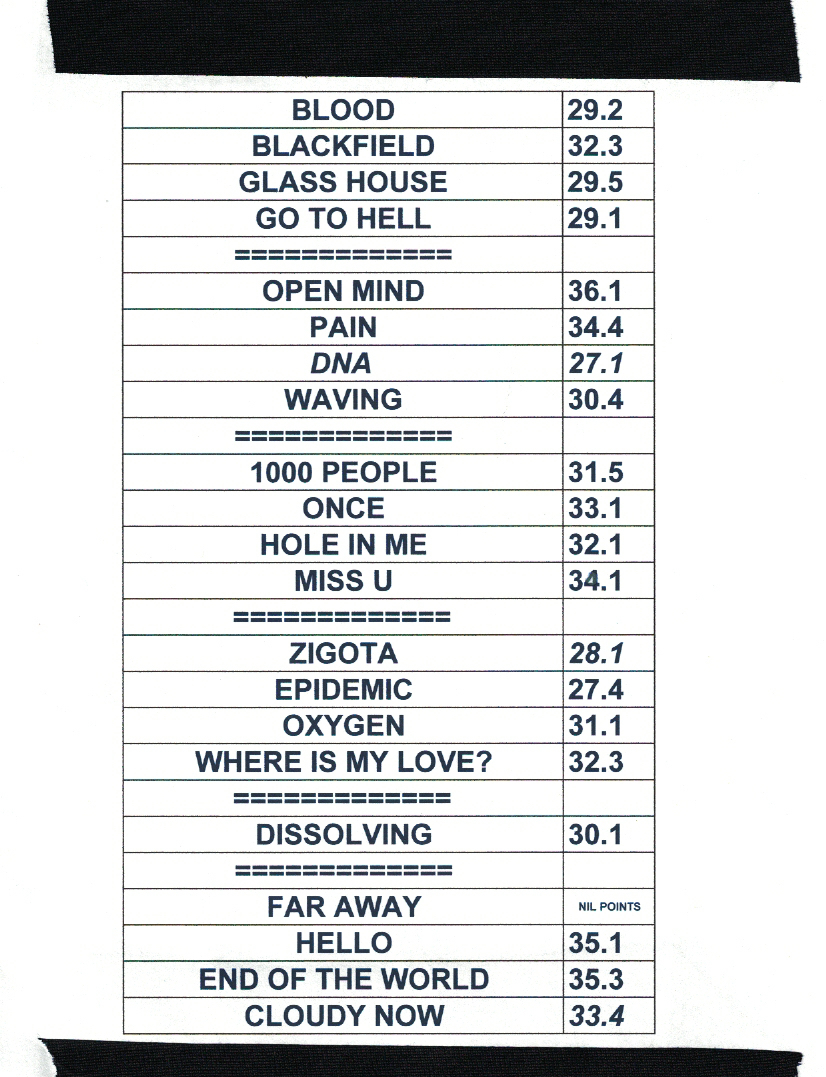 BLOOD 29.2
BLACKFIELD 32.3
GLASS HOUSE 29.5
GO TO HELL 29.1
=============
OPEN MIND 36.1
PAIN 34.4
DNA 27.1
WAVING 30.4
=============
1000 PEOPLE 31.5
ONCE 33.1
HOLE IN ME 32.1
MISS U 34.1
=============
ZIGOTA 28.1
EPIDEMIC 27.4
OXYGEN 31.1
WHERE IS MY LOVE? 32.3
=============
DISSOLVING 30.1
=============
FAR AWAY NIL POINTS
HELLO 35.1
END OF THE WORLD 35.3
CLOUDY NOW 33.4